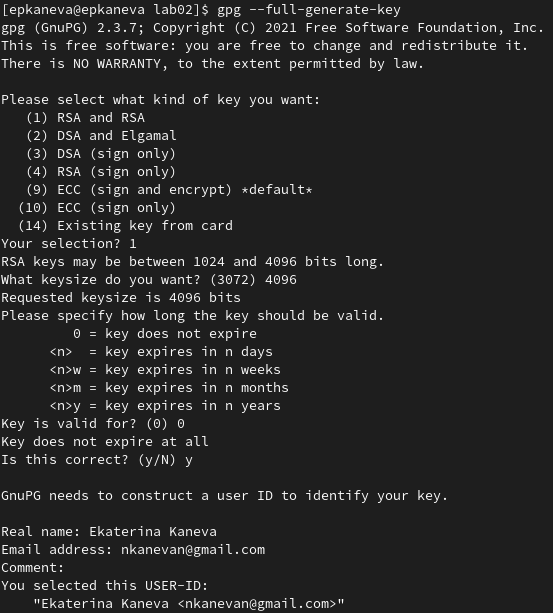 [epkaneva@epkaneva lab02]$ gpg --full-generate-key
gpg (GnuPG) 2.3.7; Copyright (C) 2021 Free Software Foundation, Inc.
This is free software: you are free to change and redistribute it.
There is NO WARRANTY, to the extent permitted by law.

Please select what kind of key you want:
   (1) RSA and RSA
   (2) DSA and Elgamal
   (3) DSA (sign only)
   (4) RSA (sign only)
   (9) ECC (sign and encrypt) *default*
  (10) ECC (sign only)
  (14) Existing key from card
Your selection? 1
RSA keys may be between 1024 and 4096 bits long.
What keysize do you want? (3072) 4096
Requested keysize is 4096 bits
Please specify how long the key should be valid.
         0 = key does not expire
      <n>  = key expires in n days
      <n>w = key expires in n weeks
      <n>m = key expires in n months
      <n>y = key expires in n years
Key is valid for? (0) 0
Key does not expire at all
Is this correct? (y/N) y

GnuPG needs to construct a user ID to identify your key.

Real name: Ekaterina Kaneva
Email address: nkanevan@gmail.com
Comment:
You selected this USER-ID:
    "Ekaterina Kaneva <nkanevan@gmail.com>"